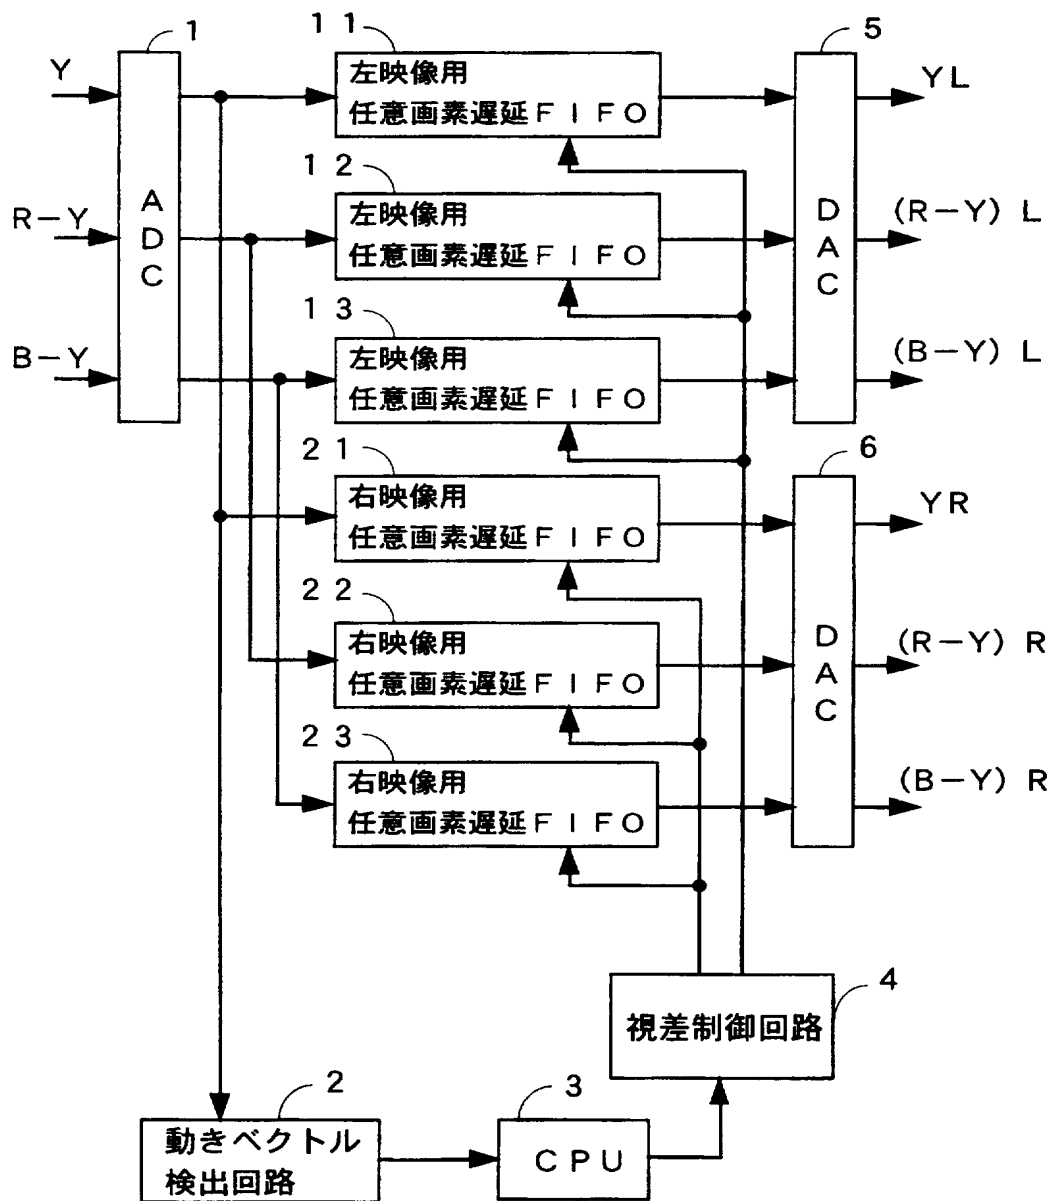 1
1 1
5
Y
左映像用
任意画素遅延ＦＩＦＯ
YL
1 2
R−Y
A
D
C
左映像用
任意画素遅延ＦＩＦＯ
D
A
C
(R−Y) L
1 3
B−Y
左映像用
任意画素遅延ＦＩＦＯ
(B−Y) L
2 1
6
右映像用
任意画素遅延ＦＩＦＯ
YR
2 2
右映像用
任意画素遅延ＦＩＦＯ
D
A
C
(R−Y) R
2 3
右映像用
任意画素遅延ＦＩＦＯ
(B−Y) R
4
視差制御回路
2
3
動きベクトル
検出回路
CPU